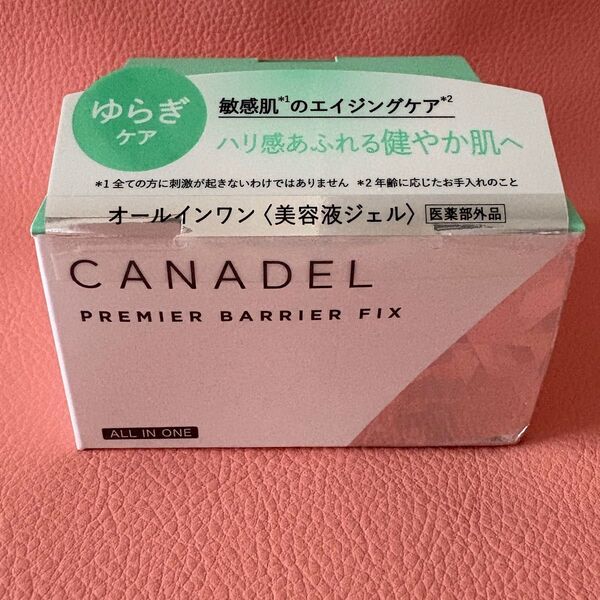 ゆらぎ
ケア
敏感肌*1のエイジングケア*2
ハリ感あふれる健やか肌へ
*1 全ての方に刺激が起きないわけではありません *2 年齢に応じたお手入れのこと
オールインワン〈美容液ジェル〉 医薬部外品
CANADEL
PREMIER BARRIER FIX
ALL IN ONE